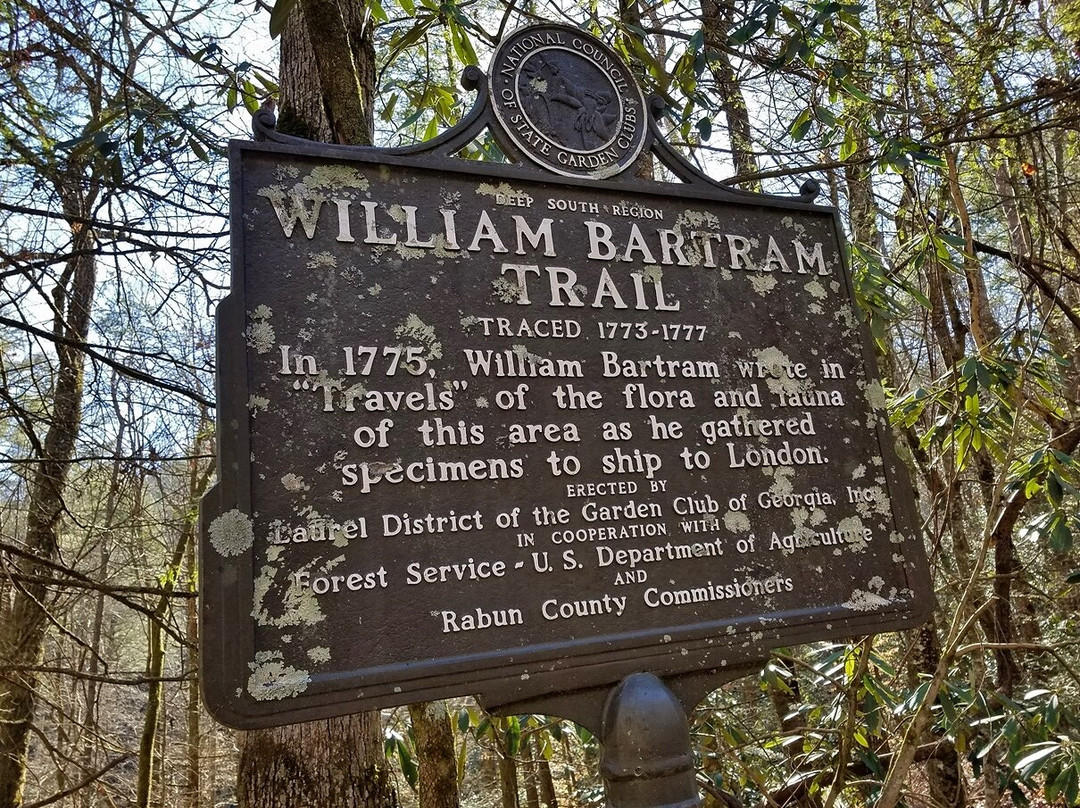 NATIONAL COUNCIL
OF STATE GARDEN CLUBS
DEEP SOUTH REGION
WILLIAM BARTRAM
TRAIL
TRACED 1773-1777
In 1775, William Bartram wrote in
"Travels" of the flora and fauna
of this area as he gathered
specimens to ship to London.
ERECTED BY
Laurel District of the Garden Club of Georgia, Inc.
IN COOPERATION WITH
Forest Service - U. S. Department of Agriculture
AND
Rabun County Commissioners